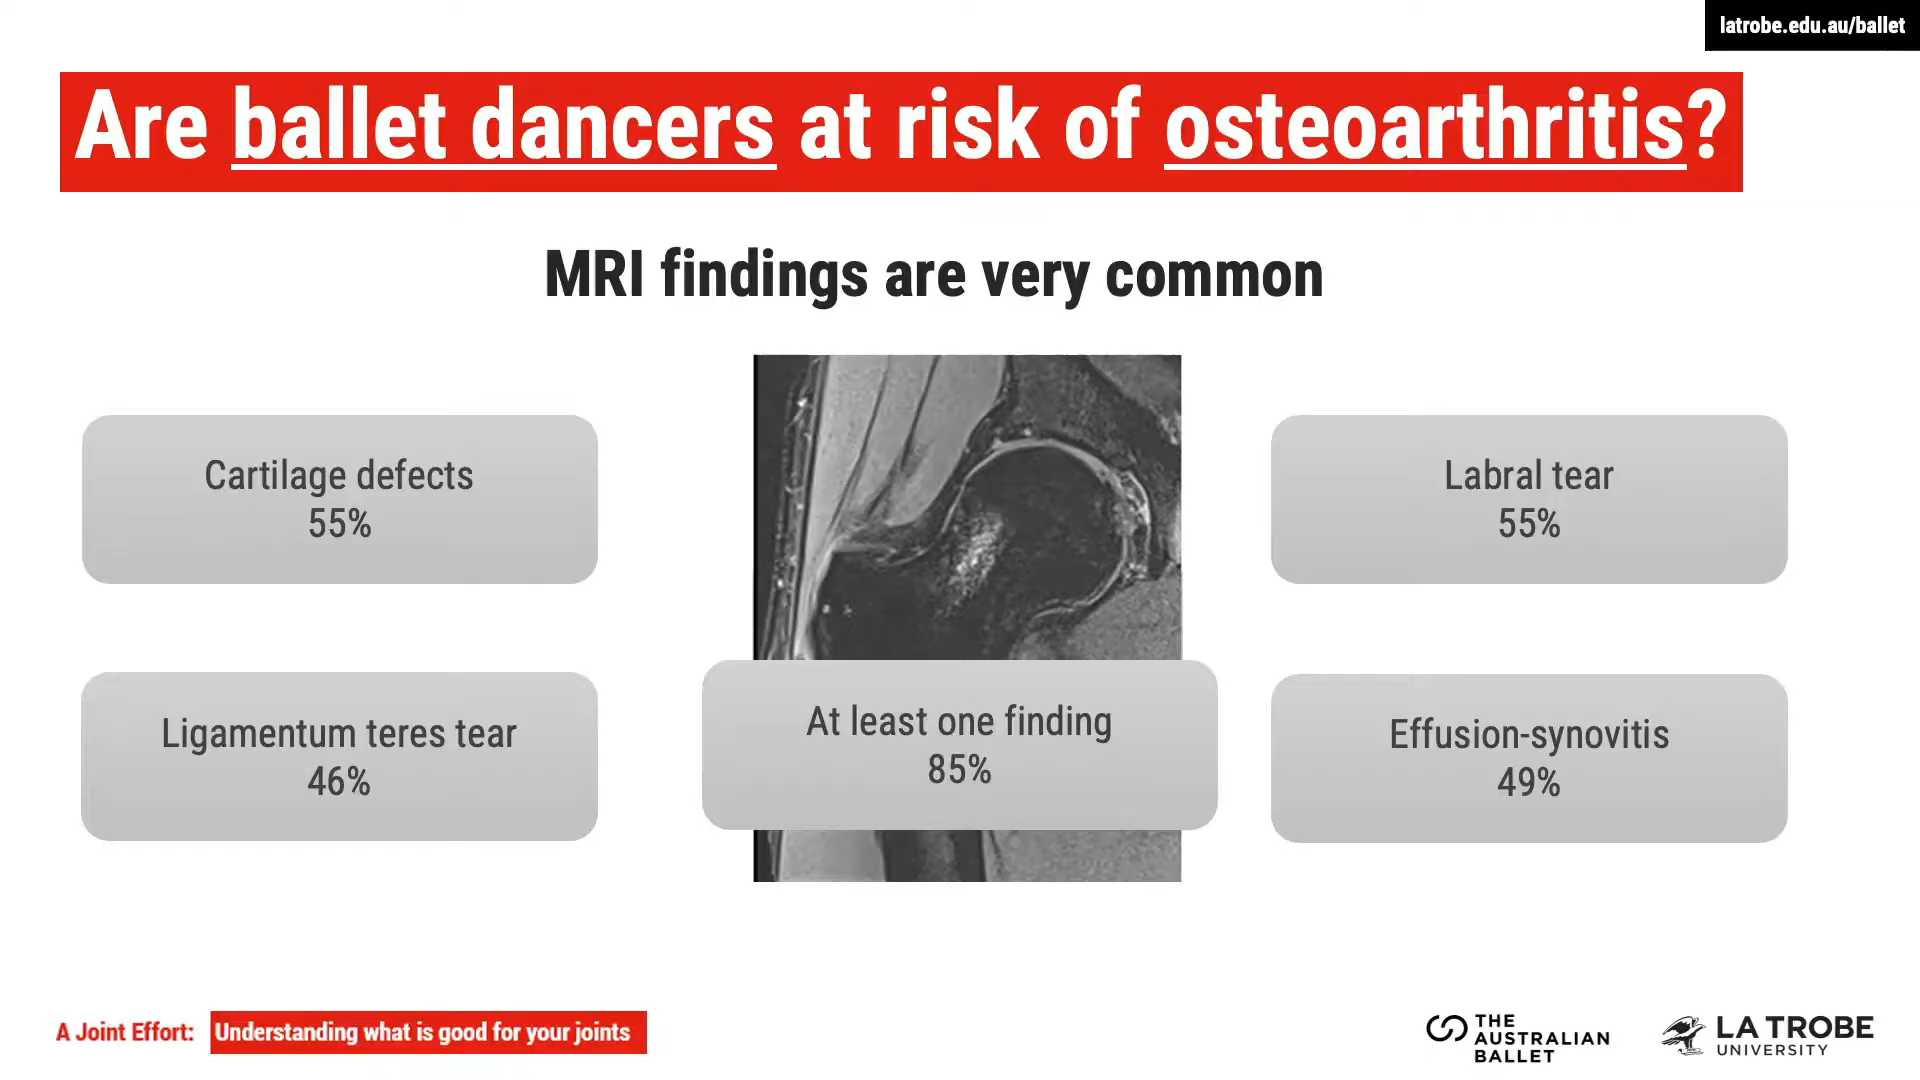 latrobe.edu.au/ballet
Are ballet dancers at risk of osteoarthritis?
MRI findings are very common
Cartilage defects
55%
Labral tear
55%
Ligamentum teres tear
46%
At least one finding
85%
Effusion-synovitis
49%
A Joint Effort: Understanding what is good for your joints
THE
AUSTRALIAN
BALLET
LA TROBE
UNIVERSITY